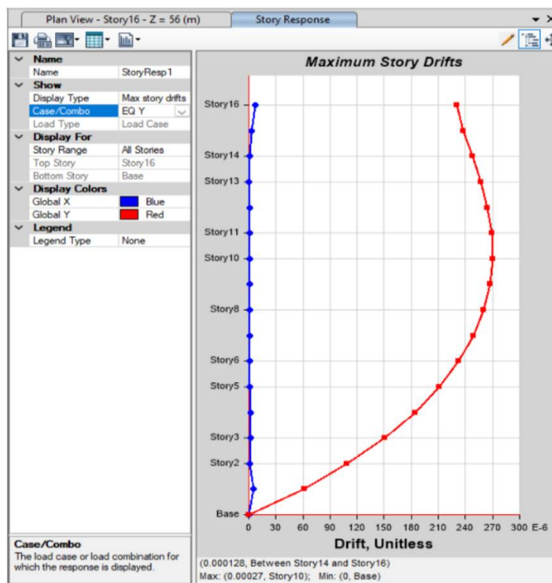 Plan View - Story16 - Z = 56 (m)
Story Response
Name
Name StoryResp1
Show
Display Type Max story drifts
Case/Combo EQ Y
Load Type Load Case
Display For
Story Range All Stories
Top Story Story16
Bottom Story Base
Display Colors
Global X Blue
Global Y Red
Legend
Legend Type None
Case/Combo
The load case or load combination for
which the response is displayed.
Maximum Story Drifts
Story16
Story14
Story13
Story11
Story10
Story8
Story6
Story5
Story3
Story2
Base
0 30 60 90 120 150 180 210 240 270 300 E-6
Drift, Unitless
(0.000128, Between Story14 and Story16)
Max: (0.00027, Story10); Min: (0, Base)